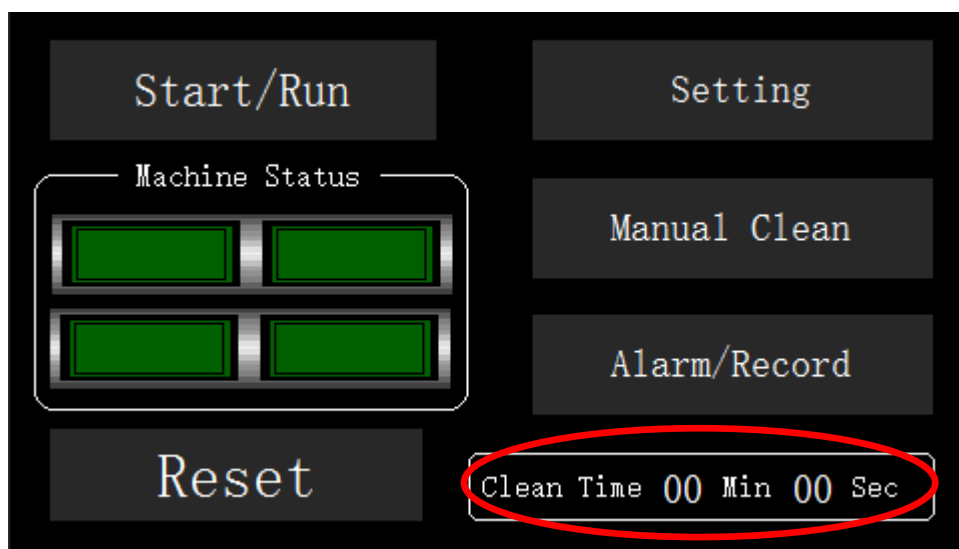 Start/Run
Setting
Machine Status
Manual Clean
Alarm/Record
Reset
Clean Time 00 Min 00 Sec